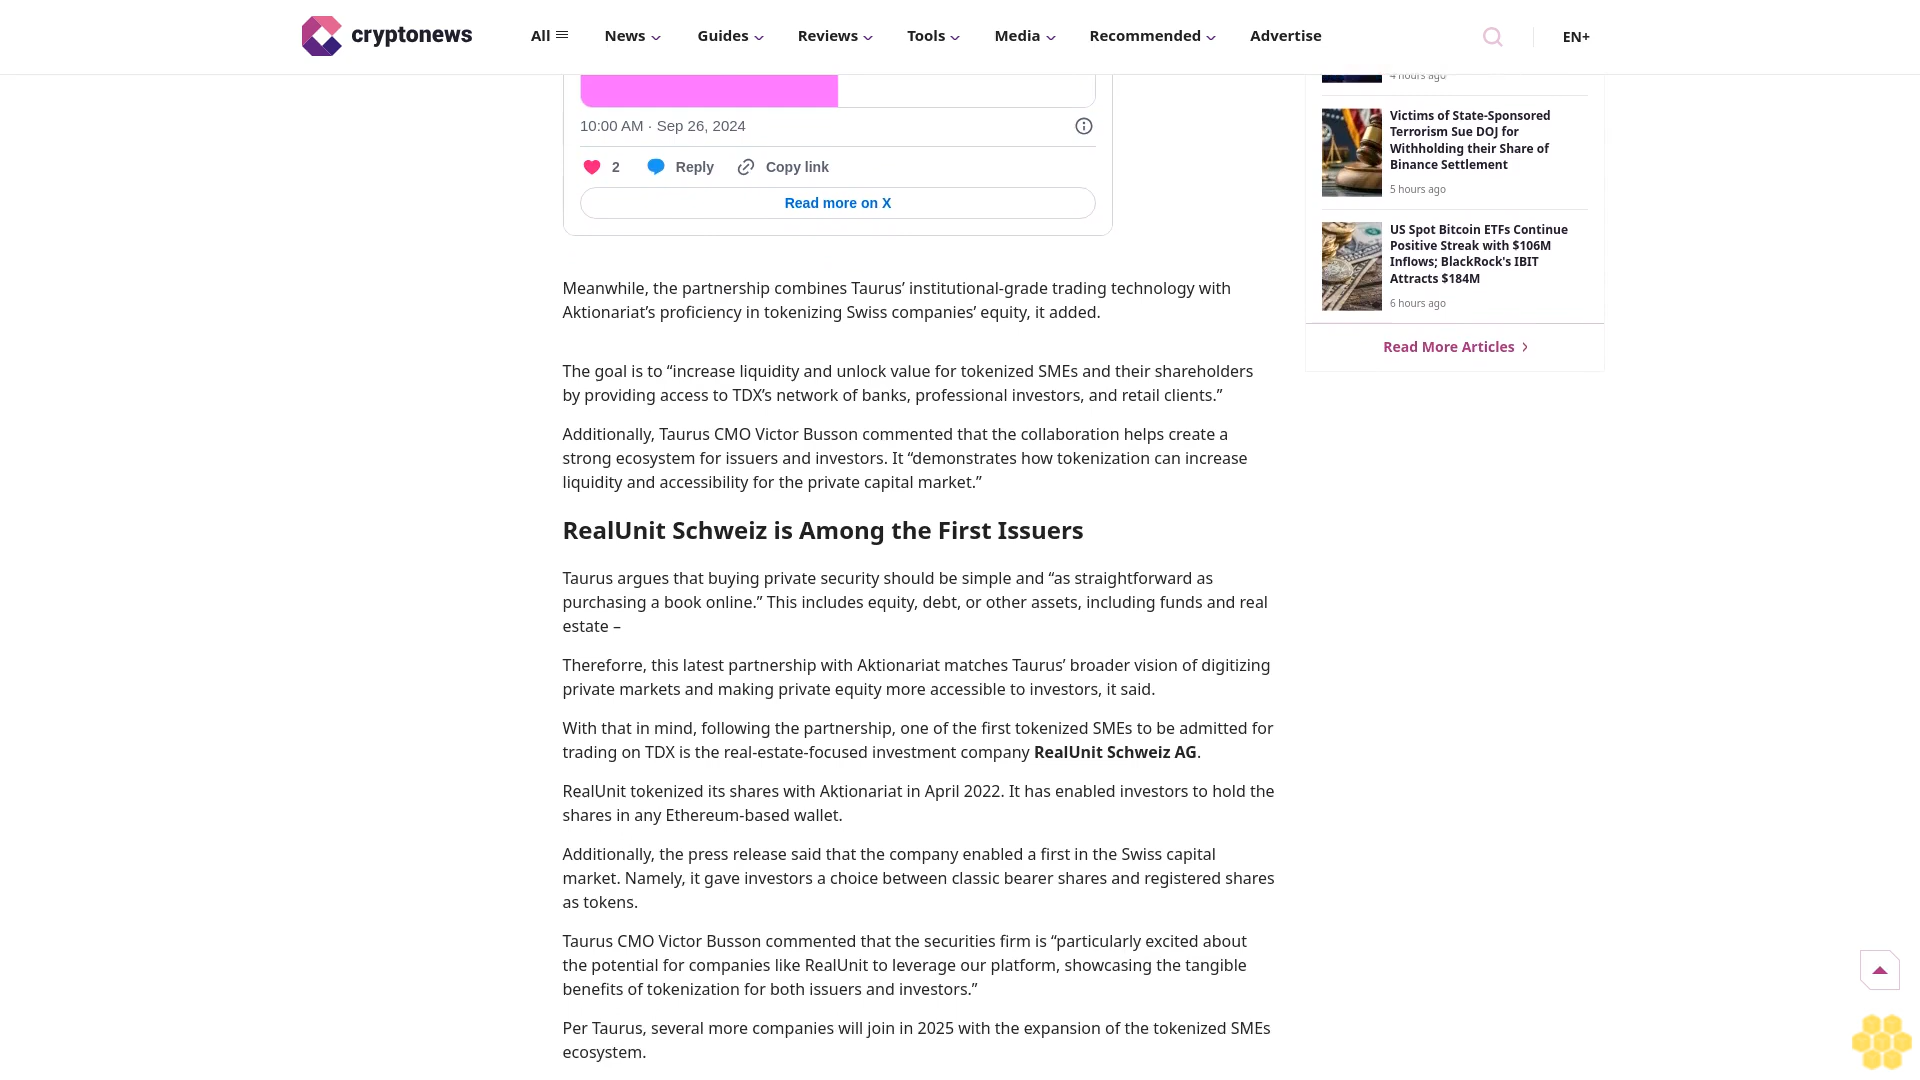 cryptonews
All
News
Guides
Reviews
Tools
Media
Recommended
Advertise
EN+
10:00 AM · Sep 26, 2024
2
Reply
Copy link
Read more on X
Meanwhile, the partnership combines Taurus’ institutional-grade trading technology with
Aktionariat’s proficiency in tokenizing Swiss companies’ equity, it added.
The goal is to “increase liquidity and unlock value for tokenized SMEs and their shareholders
by providing access to TDX’s network of banks, professional investors, and retail clients.”
Additionally, Taurus CMO Victor Busson commented that the collaboration helps create a
strong ecosystem for issuers and investors. It “demonstrates how tokenization can increase
liquidity and accessibility for the private capital market.”
RealUnit Schweiz is Among the First Issuers
Taurus argues that buying private security should be simple and “as straightforward as
purchasing a book online.” This includes equity, debt, or other assets, including funds and real
estate –
Thereforre, this latest partnership with Aktionariat matches Taurus’ broader vision of digitizing
private markets and making private equity more accessible to investors, it said.
With that in mind, following the partnership, one of the first tokenized SMEs to be admitted for
trading on TDX is the real-estate-focused investment company RealUnit Schweiz AG.
RealUnit tokenized its shares with Aktionariat in April 2022. It has enabled investors to hold the
shares in any Ethereum-based wallet.
Additionally, the press release said that the company enabled a first in the Swiss capital
market. Namely, it gave investors a choice between classic bearer shares and registered shares
as tokens.
Taurus CMO Victor Busson commented that the securities firm is “particularly excited about
the potential for companies like RealUnit to leverage our platform, showcasing the tangible
benefits of tokenization for both issuers and investors.”
Per Taurus, several more companies will join in 2025 with the expansion of the tokenized SMEs
ecosystem.
4 hours ago
Victims of State-Sponsored
Terrorism Sue DOJ for
Withholding their Share of
Binance Settlement
5 hours ago
US Spot Bitcoin ETFs Continue
Positive Streak with $106M
Inflows; BlackRock's IBIT
Attracts $184M
6 hours ago
Read More Articles